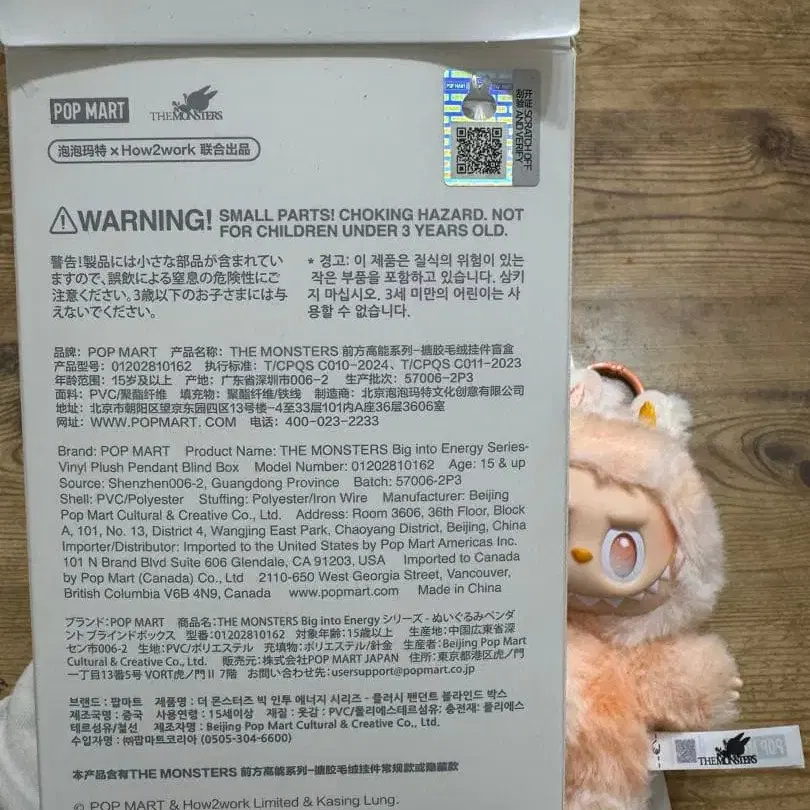 POP MART
THE MONSTERS
泡泡玛特 × How2work 联合出品
POP MART
开涂层 SCRATCH OFF
刮验 AND VERIFY
WARNING! SMALL PARTS! CHOKING HAZARD. NOT
FOR CHILDREN UNDER 3 YEARS OLD.
警告!製品には小さな部品が含まれてい
ますので、誤飲による窒息の危険性にご
注意ください。3歳以下のお子さまには与
えないでください。
* 경고: 이 제품은 질식의 위험이 있는
작은 부품을 포함하고 있습니다. 삼키
지 마십시오. 3세 미만의 어린이는 사
용할 수 없습니다.
品牌: POP MART 产品名称: THE MONSTERS 前方高能系列-搪胶毛绒挂件盲盒
产品型号: 01202810162 执行标准: T/CPQS C010-2024、T/CPQS C011-2023
年龄范围: 15岁及以上 产地: 广东省深圳市006-2 生产批次: 57006-2P3
面料: PVC/聚酯纤维 填充物: 聚酯纤维/铁线 制造商: 北京泡泡玛特文化创意有限公司
地址: 北京市朝阳区望京东园四区13号楼-4至33层101内A座36层3606室
网址: WWW.POPMART. COM 电话: 400-023-2233
Brand: POP MART Product Name: THE MONSTERS Big into Energy Series-
Vinyl Plush Pendant Blind Box Model Number: 01202810162 Age: 15 & up
Source: Shenzhen006-2, Guangdong Province Batch: 57006-2P3
Shell: PVC/Polyester Stuffing: Polyester/Iron Wire Manufacturer: Beijing
Pop Mart Cultural & Creative Co., Ltd. Address: Room 3606, 36th Floor, Block
A, 101, No. 13, District 4, Wangjing East Park, Chaoyang District, Beijing, China
Importer/Distributor: Imported to the United States by Pop Mart Americas Inc.
101 N Brand Blvd Suite 606 Glendale, CA 91203, USA Imported to Canada
by Pop Mart (Canada) Co., Ltd 2110-650 West Georgia Street, Vancouver,
British Columbia V6B 4N9, Canada www.popmart.com Made in China
ブランド:POP MART 商品名:THE MONSTERS Big into Energy シリーズ - ぬいぐるみペンダ
ント ブラインドボックス 型番:01202810162 対象年齢:15歳以上 生産地:中国広東省深
セン市006-2 生地:PVC/ポリエステル 充填物:ポリエステル/針金 生産者:Beijing Pop Mart
Cultural & Creative Co., Ltd. 販売元:株式会社POP MART JAPAN 住所:東京都港区虎ノ門
一丁目13番5号 VORT虎ノ門Ⅱ 7階 お問い合わせ先:usersupport@popmart.co.jp
브랜드 : 팝마트 제품명 : 더 몬스터즈 빅 인투 에너지 시리즈 - 플러시 팬던트 블라인드 박스
제조국명 : 중국 사용연령 : 15세이상 재질 : 옷감 : PVC/폴리에스테르섬유; 충전재: 폴리에스
테르섬유/철선 제조자명 : Beijing Pop Mart Cultural & Creative Co., Ltd.
수입자명 : ㈜팝마트코리아 (0505-304-6600)
本产品含有THE MONSTERS 前方高能系列-搪胶毛绒挂件常规款或隐藏款
© POP MART & How2work Limited & Kasing Lung.
POP MART
THE MONSTERS